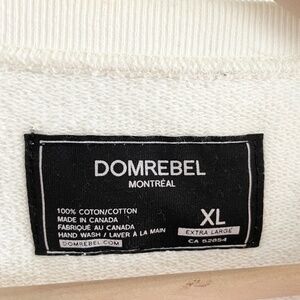 DOMREBEL
MONTRÉAL
100% COTON/COTTON
MADE IN CANADA
FABRIQUE AU CANADA
HAND WASH / LAVER À LA MAIN
DOMREBEL.COM
XL
EXTRA LARGE
CA 52854